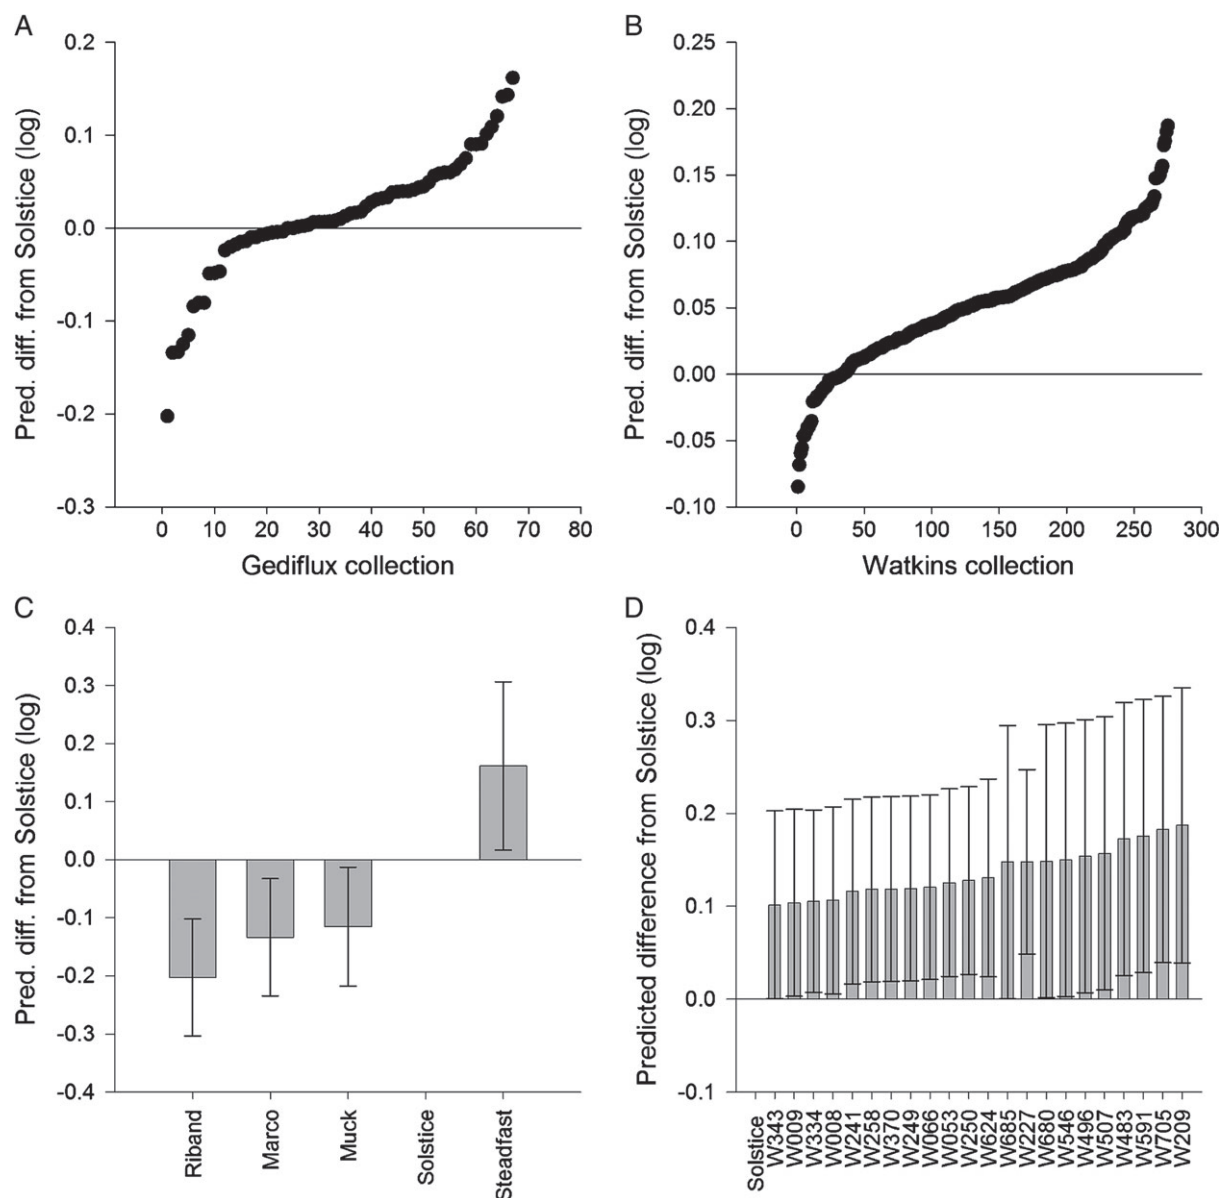 A
Pred. diff. from Solstice (log)
0.2
0.1
0.0
-0.1
-0.2
-0.3
0 10 20 30 40 50 60 70 80
Gediflux collection
B
Pred. diff. from Solstice (log)
0.25
0.20
0.15
0.10
0.05
0.00
-0.05
-0.10
0 50 100 150 200 250 300
Watkins collection
C
Pred. diff. from Solstice (log)
0.4
0.3
0.2
0.1
0.0
-0.1
-0.2
-0.3
-0.4
Riband
Marco
Muck
Solstice
Steadfast
D
Predicted difference from Solstice (log)
0.4
0.3
0.2
0.1
0.0
-0.1
Solstice
W343
W009
W334
W008
W241
W258
W370
W249
W066
W053
W250
W624
W685
W227
W680
W546
W496
W507
W483
W591
W705
W209